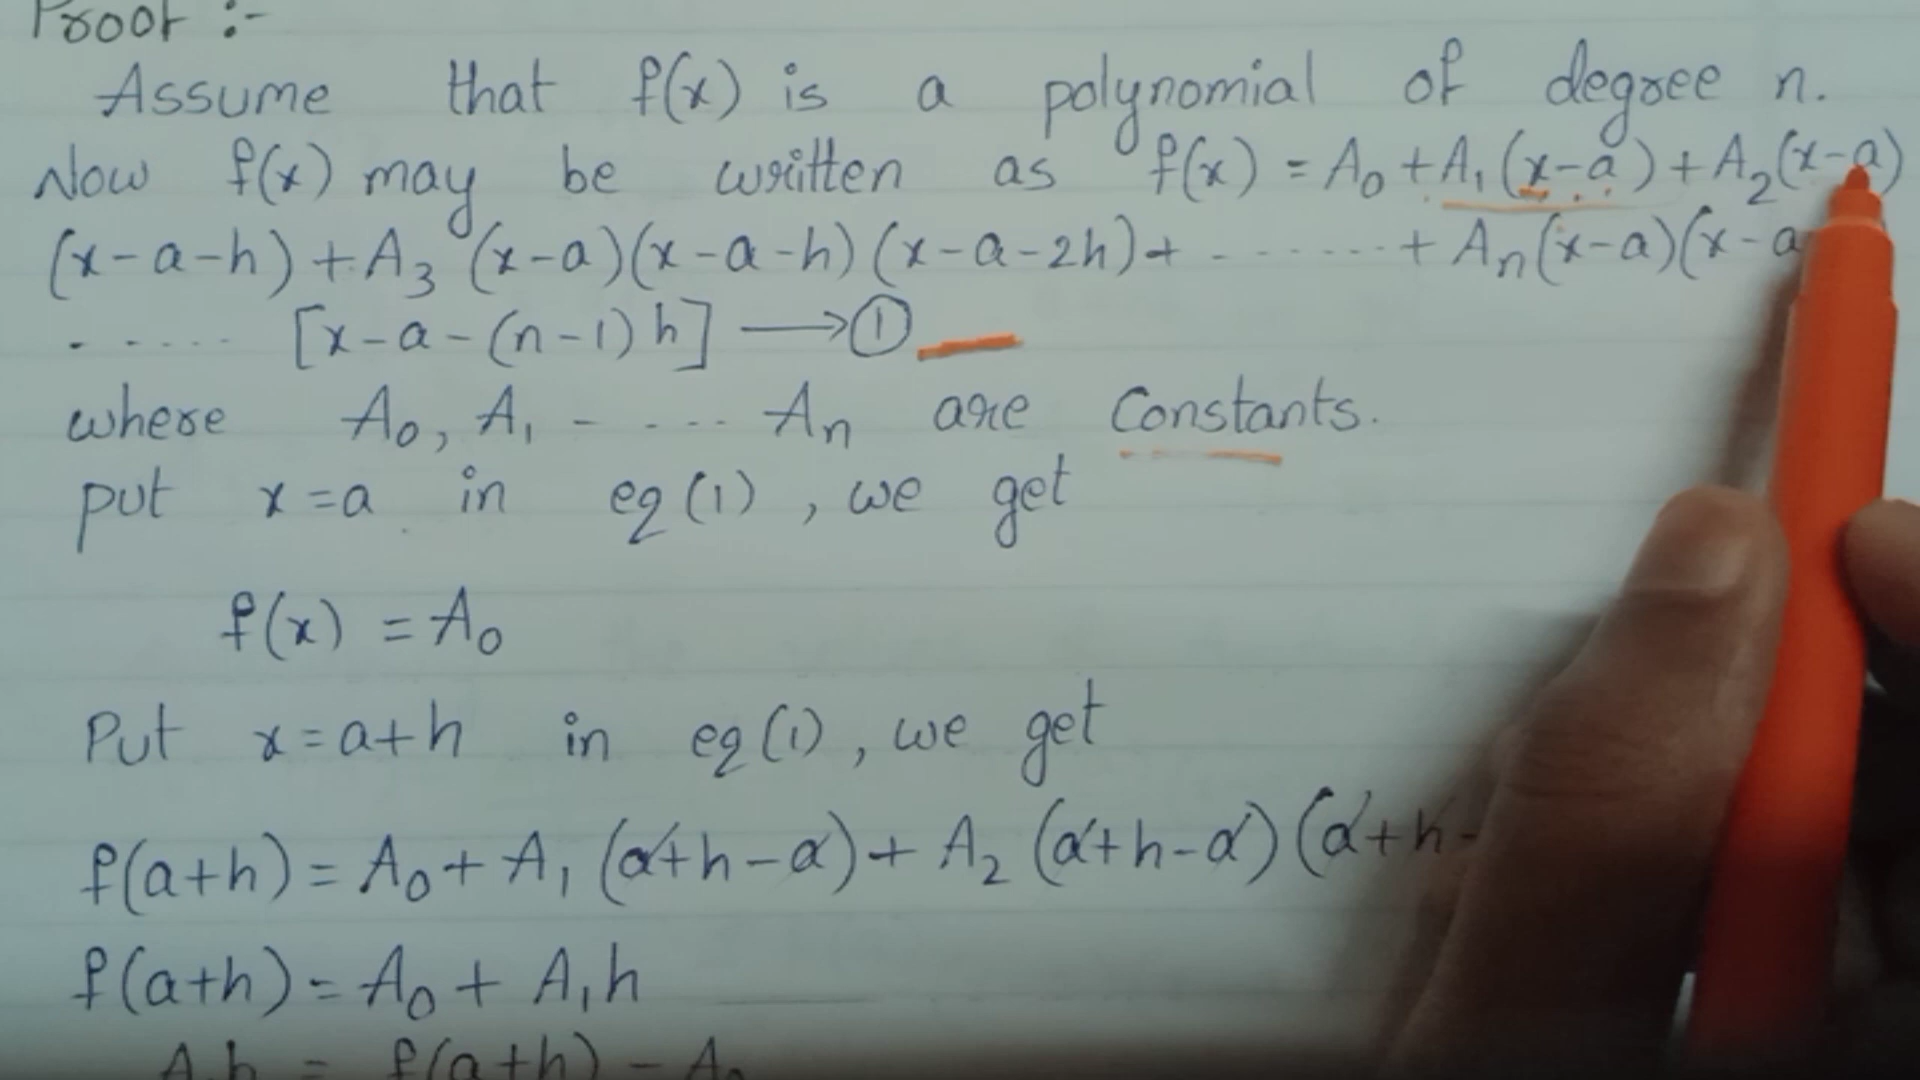 Proof :-
Assume that f(x) is a polynomial of degree n.
Now f(x) may be written as f(x) = A₀ + A₁(x-a) + A₂(x-a)
(x-a-h) + A₃ (x-a)(x-a-h)(x-a-2h)+ ....... + Aₙ(x-a)(x-a
...... [x-a-(n-1)h] → ①
where A₀, A₁ - .... Aₙ are Constants.
put x=a in eq(1), we get
f(x) = A₀
Put x=a+h in eq(1), we get
f(a+h) = A₀ + A₁ (a+h-a) + A₂ (a+h-a) (a+h-
f(a+h) = A₀ + A₁h
A₁h = f(a+h) - A₀